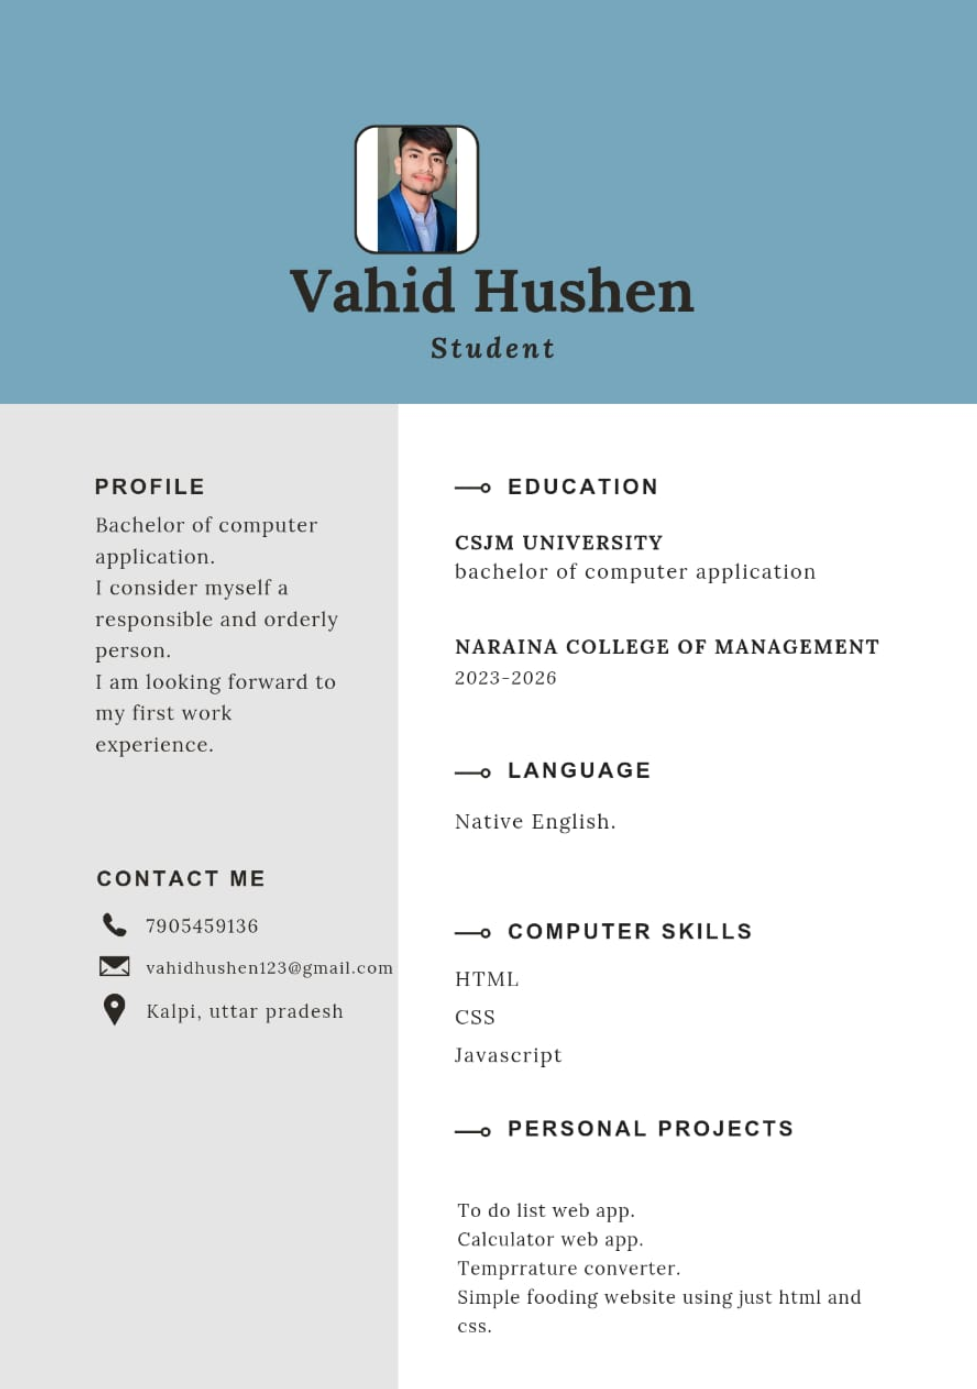 Vahid Hushen
Student
PROFILE
Bachelor of computer
application.
I consider myself a
responsible and orderly
person.
I am looking forward to
my first work
experience.
CONTACT ME
7905459136
vahidhushen123@gmail.com
Kalpi, uttar pradesh
EDUCATION
CSJM UNIVERSITY
bachelor of computer application
NARAINA COLLEGE OF MANAGEMENT
2023-2026
LANGUAGE
Native English.
COMPUTER SKILLS
HTML
CSS
Javascript
PERSONAL PROJECTS
To do list web app.
Calculator web app.
Temprrature converter.
Simple fooding website using just html and
css.